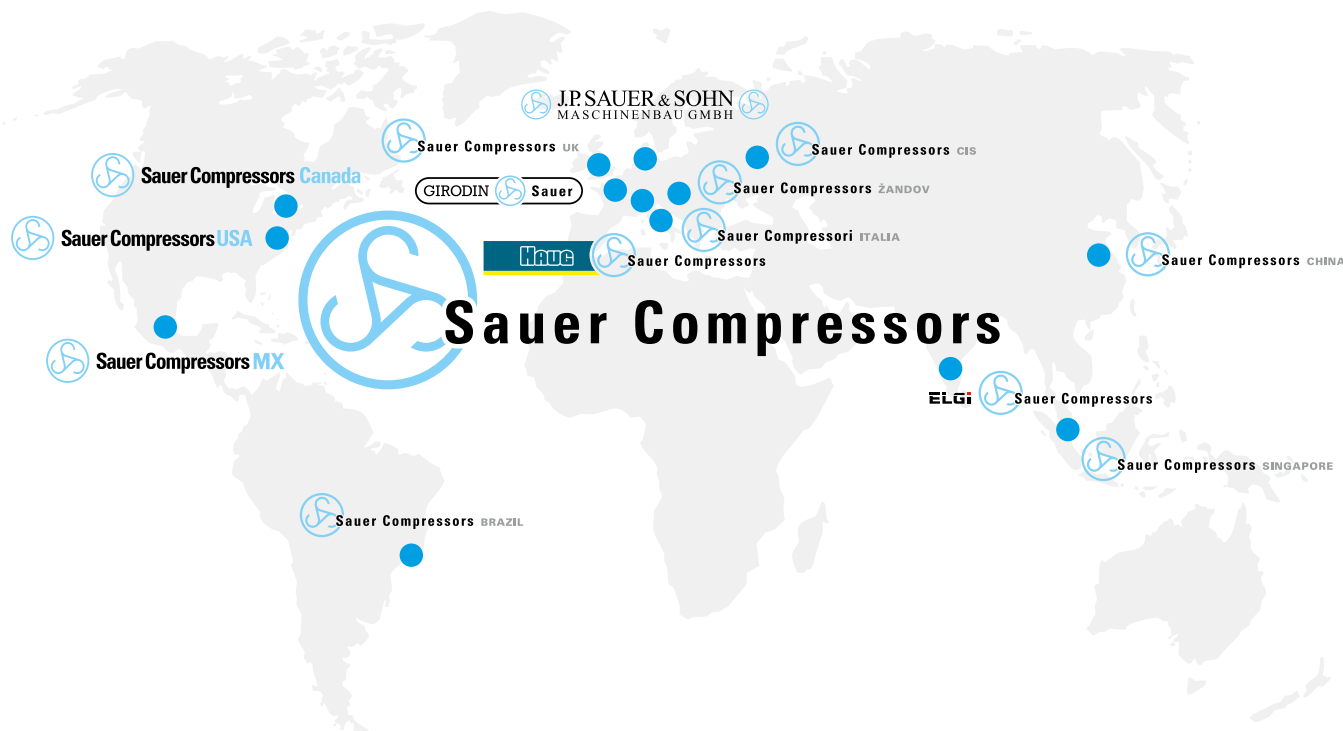 J.P. SAUER & SOHN
MASCHINENBAU GMBH
Sauer Compressors UK
Sauer Compressors CIS
Sauer Compressors Canada
GIRODIN Sauer
Sauer Compressors ŽANDOV
Sauer Compressors USA
Sauer Compressori ITALIA
HAUG Sauer Compressors
Sauer Compressors CHINA
Sauer Compressors
Sauer Compressors MX
ELGi Sauer Compressors
Sauer Compressors SINGAPORE
Sauer Compressors BRAZIL